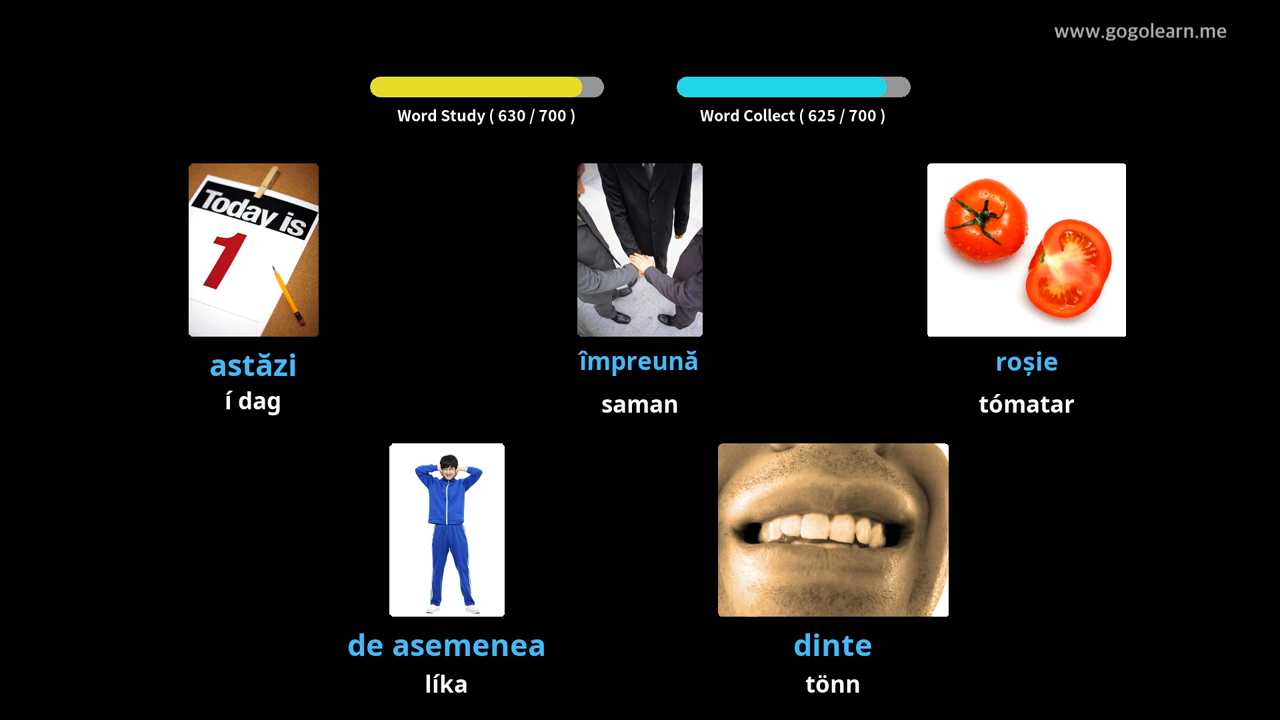 www.gogolearn.me
Word Study ( 630 / 700 )
Word Collect ( 625 / 700 )
Today is
1
astăzi
í dag
împreună
saman
roșie
tómatar
de asemenea
líka
dinte
tönn